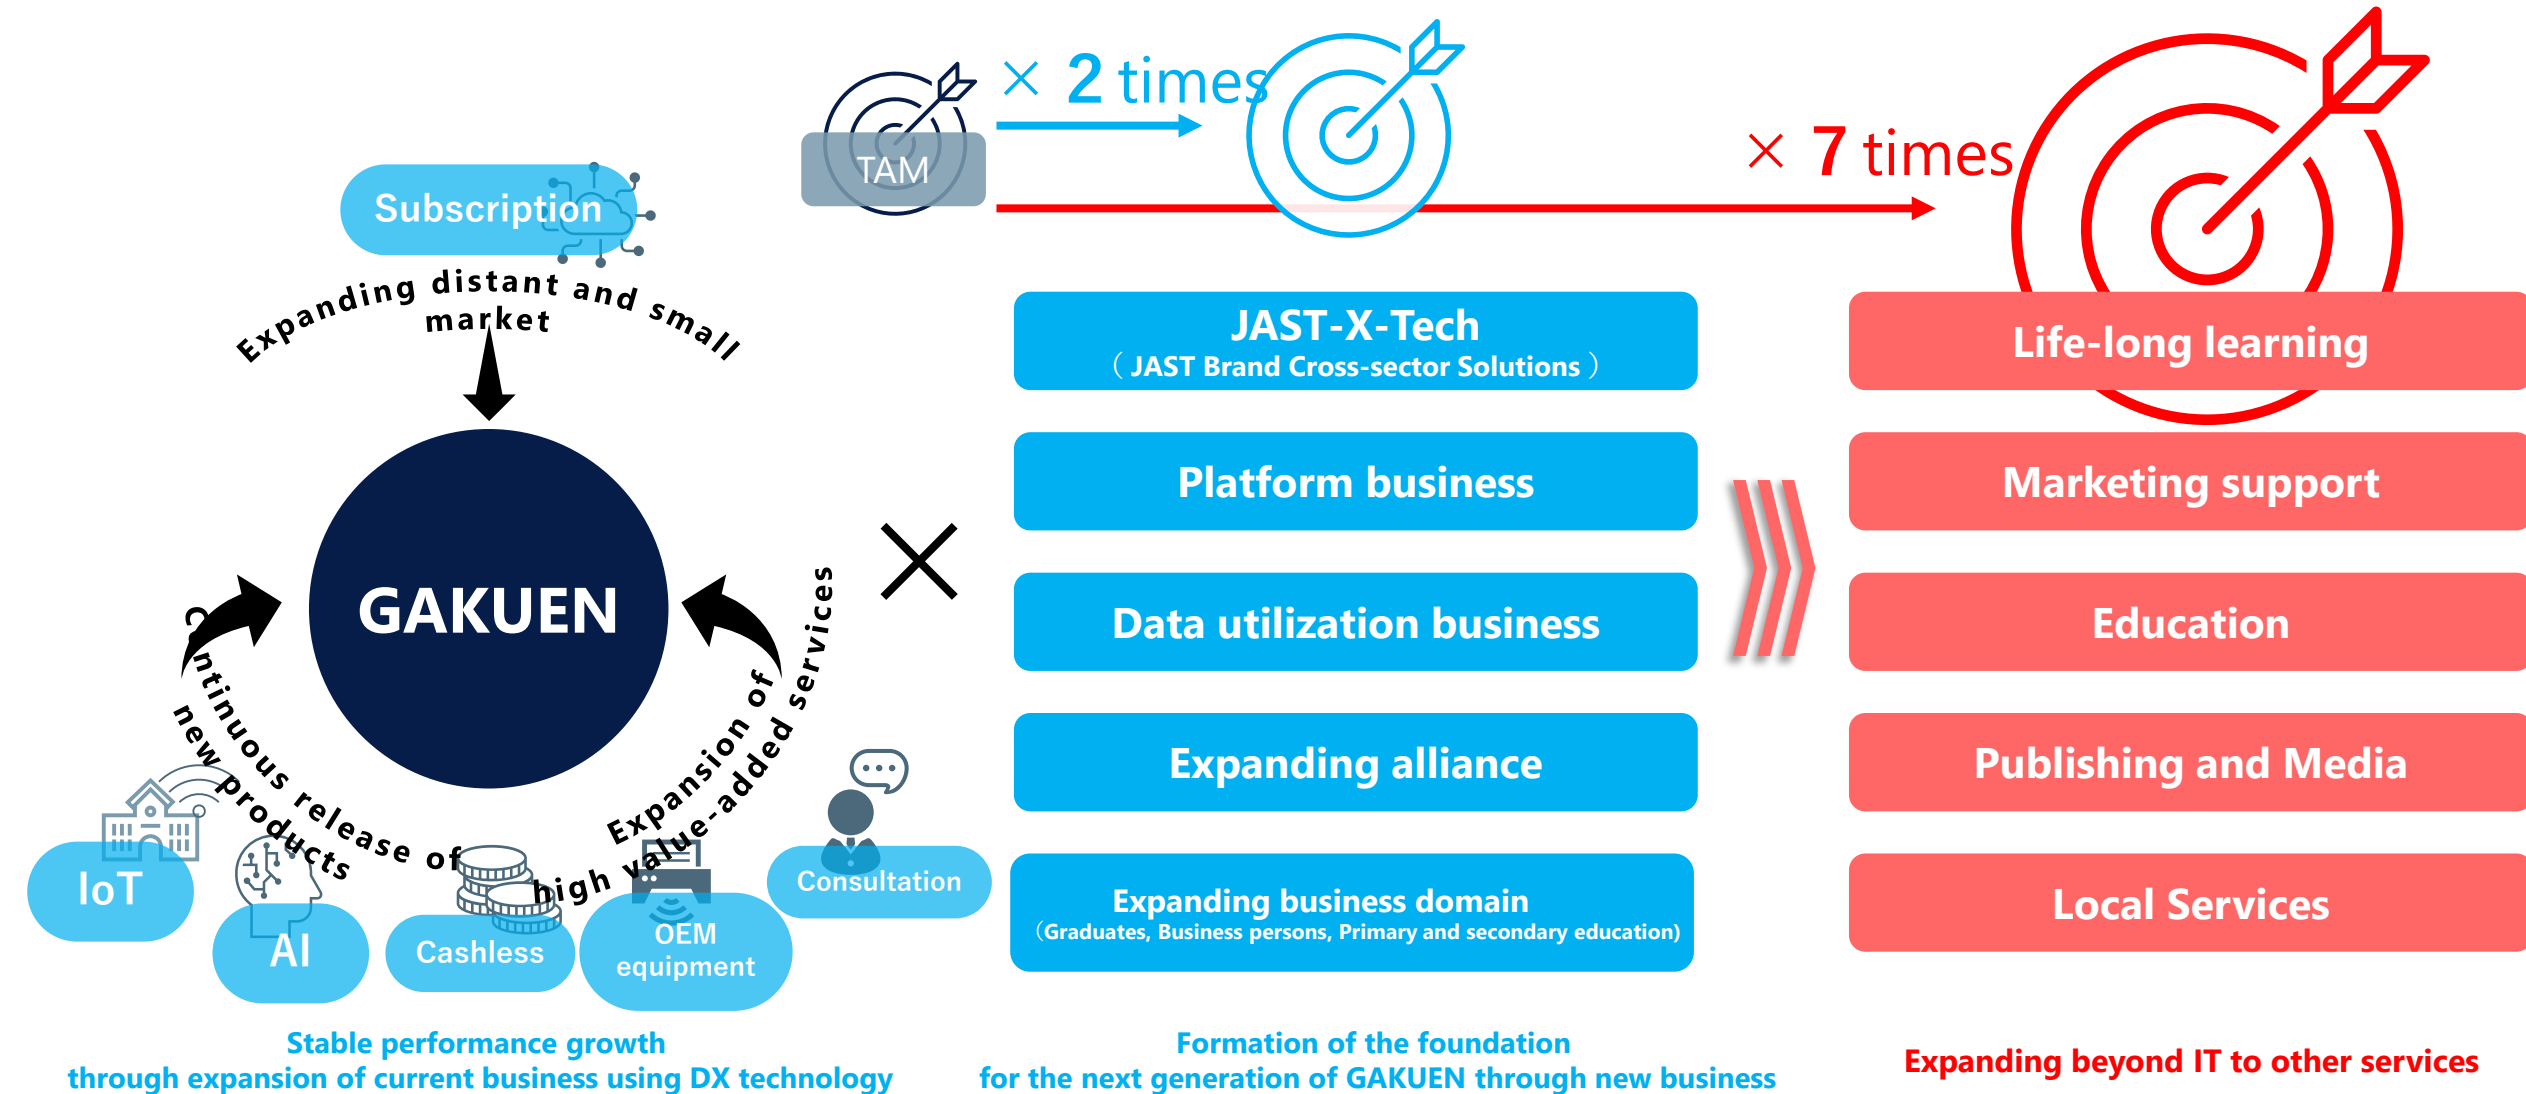 × 2 times
TAM
× 7 times
Subscription
Expanding distant and small
market
GAKUEN
Continuous release of
new products
Expansion of
high value-added services
IoT
AI
Cashless
OEM
equipment
Consultation
Stable performance growth
through expansion of current business using DX technology
×
JAST-X-Tech
（ JAST Brand Cross-sector Solutions ）
Platform business
Data utilization business
Expanding alliance
Expanding business domain
（Graduates, Business persons, Primary and secondary education)
Formation of the foundation
for the next generation of GAKUEN through new business
Life-long learning
Marketing support
Education
Publishing and Media
Local Services
Expanding beyond IT to other services